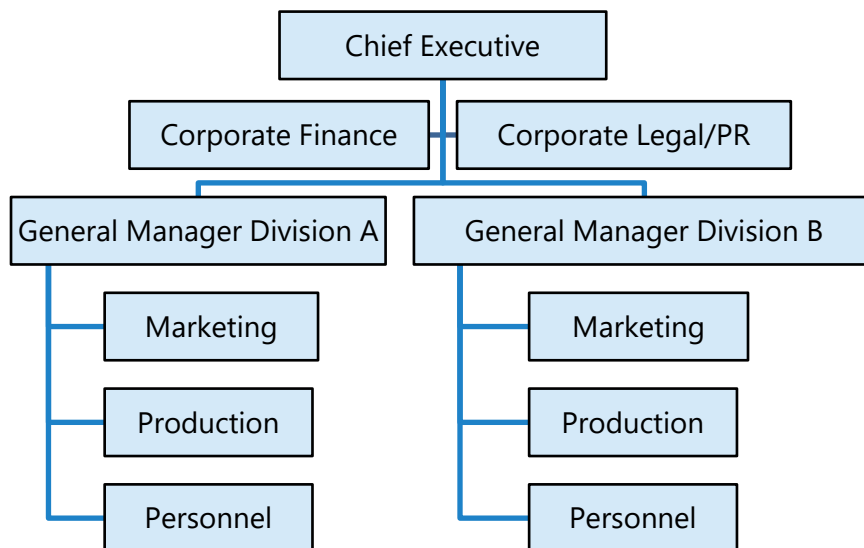 Chief Executive
Corporate Finance
Corporate Legal/PR
General Manager Division A
General Manager Division B
Marketing
Production
Personnel
Marketing
Production
Personnel